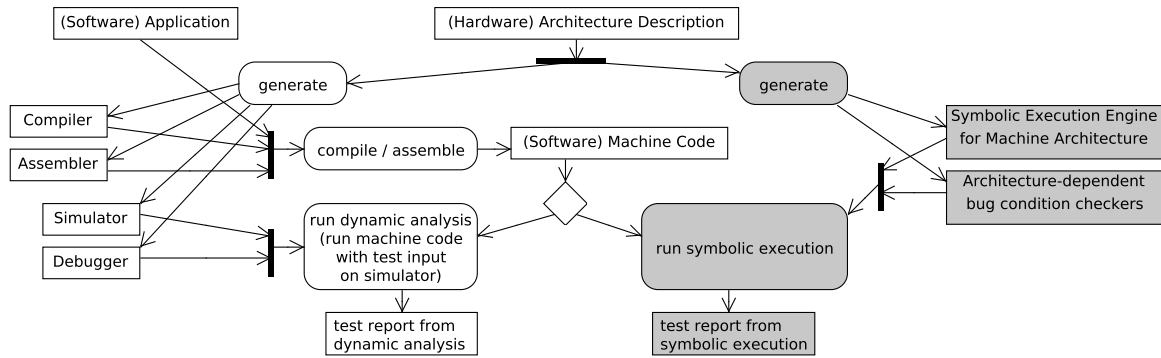 (Software) Application
(Hardware) Architecture Description
generate
generate
Compiler
Symbolic Execution Engine
for Machine Architecture
compile / assemble
(Software) Machine Code
Assembler
Architecture-dependent
bug condition checkers
Simulator
run dynamic analysis
(run machine code
with test input
on simulator)
run symbolic execution
Debugger
test report from
dynamic analysis
test report from
symbolic execution